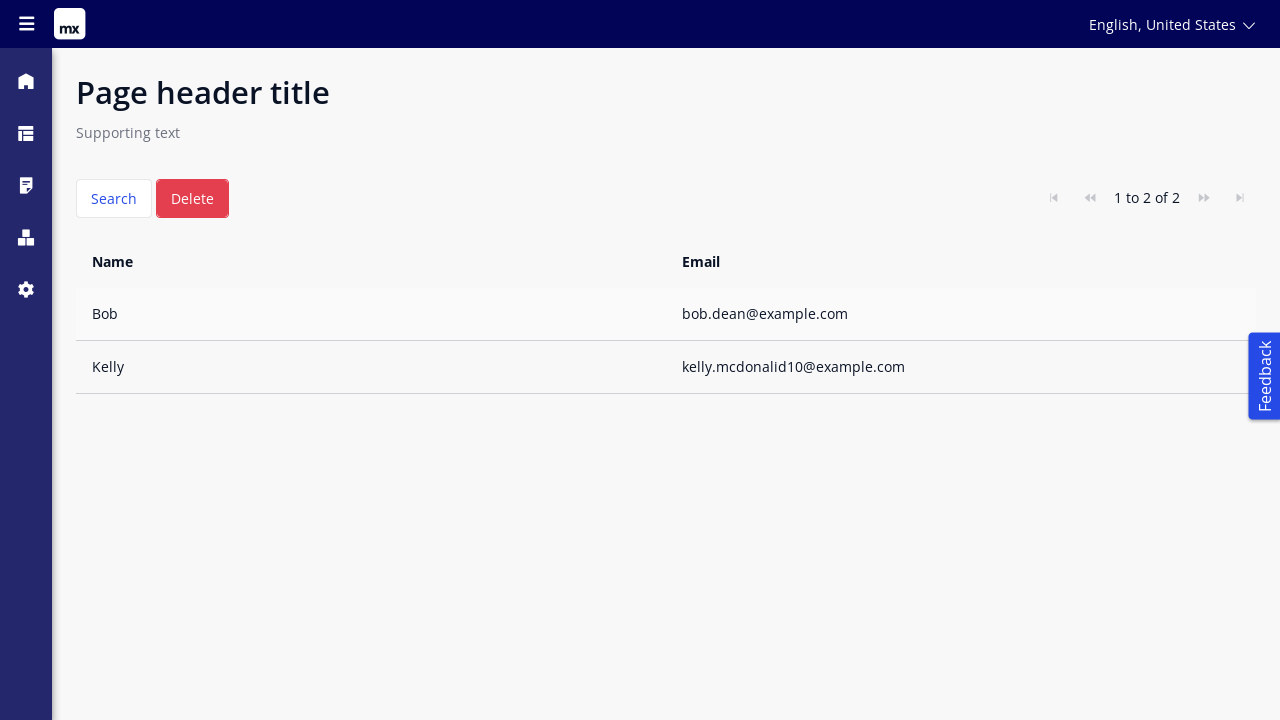 mx
English, United States
Page header title
Supporting text
Search Delete
1 to 2 of 2
Name Email
Bob bob.dean@example.com
Kelly kelly.mcdonalid10@example.com
Feedback